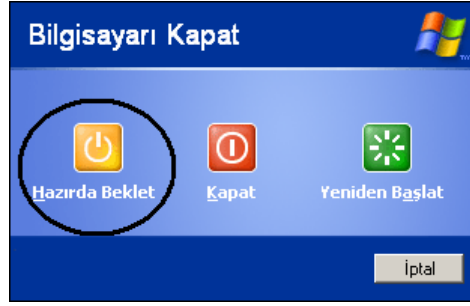 Bilgisayarı Kapat
Hazırda Beklet
Kapat
Yeniden Başlat
İptal